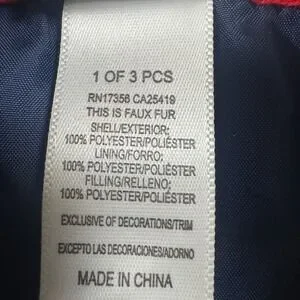 1 OF 3 PCS
RN17358 CA25419
THIS IS FAUX FUR
SHELL/EXTERIOR;
100% POLYESTER/POLIÉSTER
LINING/FORRO;
100% POLYESTER/POLIÉSTER
FILLING/RELLENO;
100% POLYESTER/POLIÉSTER
EXCLUSIVE OF DECORATIONS/TRIM
EXCEPTO LAS DECORACIONES/ADORNO
MADE IN CHINA